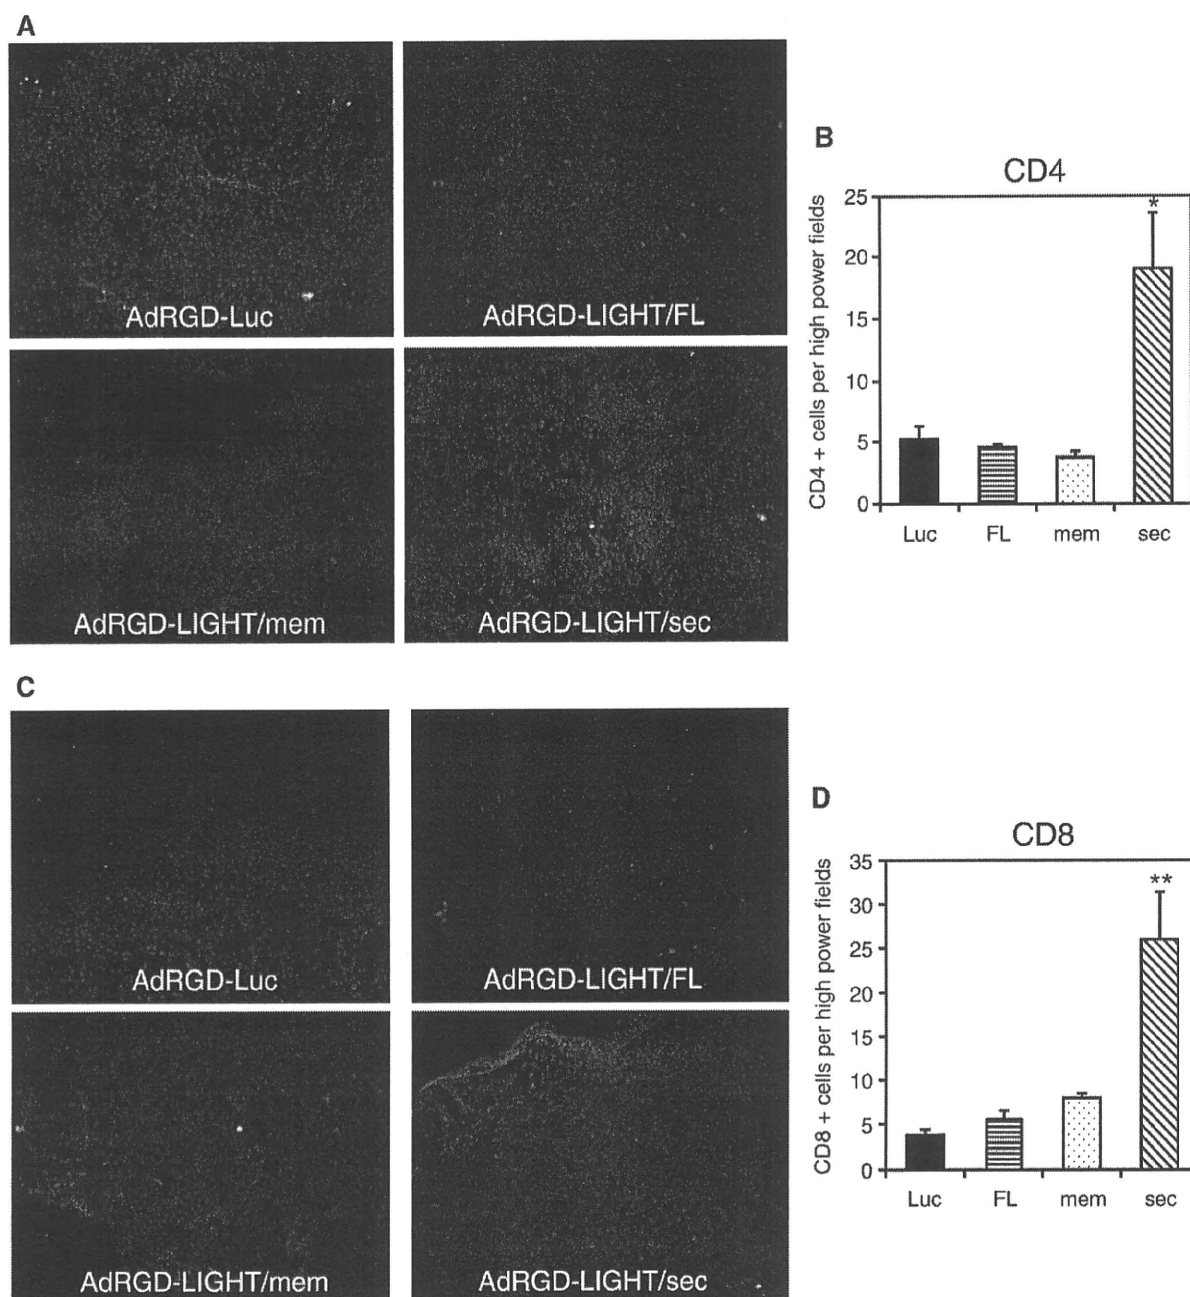 A
AdRGD-Luc
AdRGD-LIGHT/FL
AdRGD-LIGHT/mem
AdRGD-LIGHT/sec
B
CD4
CD4 + cells per high power fields
25
20
15
10
5
0
Luc FL mem sec
*
C
AdRGD-Luc
AdRGD-LIGHT/FL
AdRGD-LIGHT/mem
AdRGD-LIGHT/sec
D
CD8
CD8 + cells per high power fields
35
30
25
20
15
10
5
0
Luc FL mem sec
**